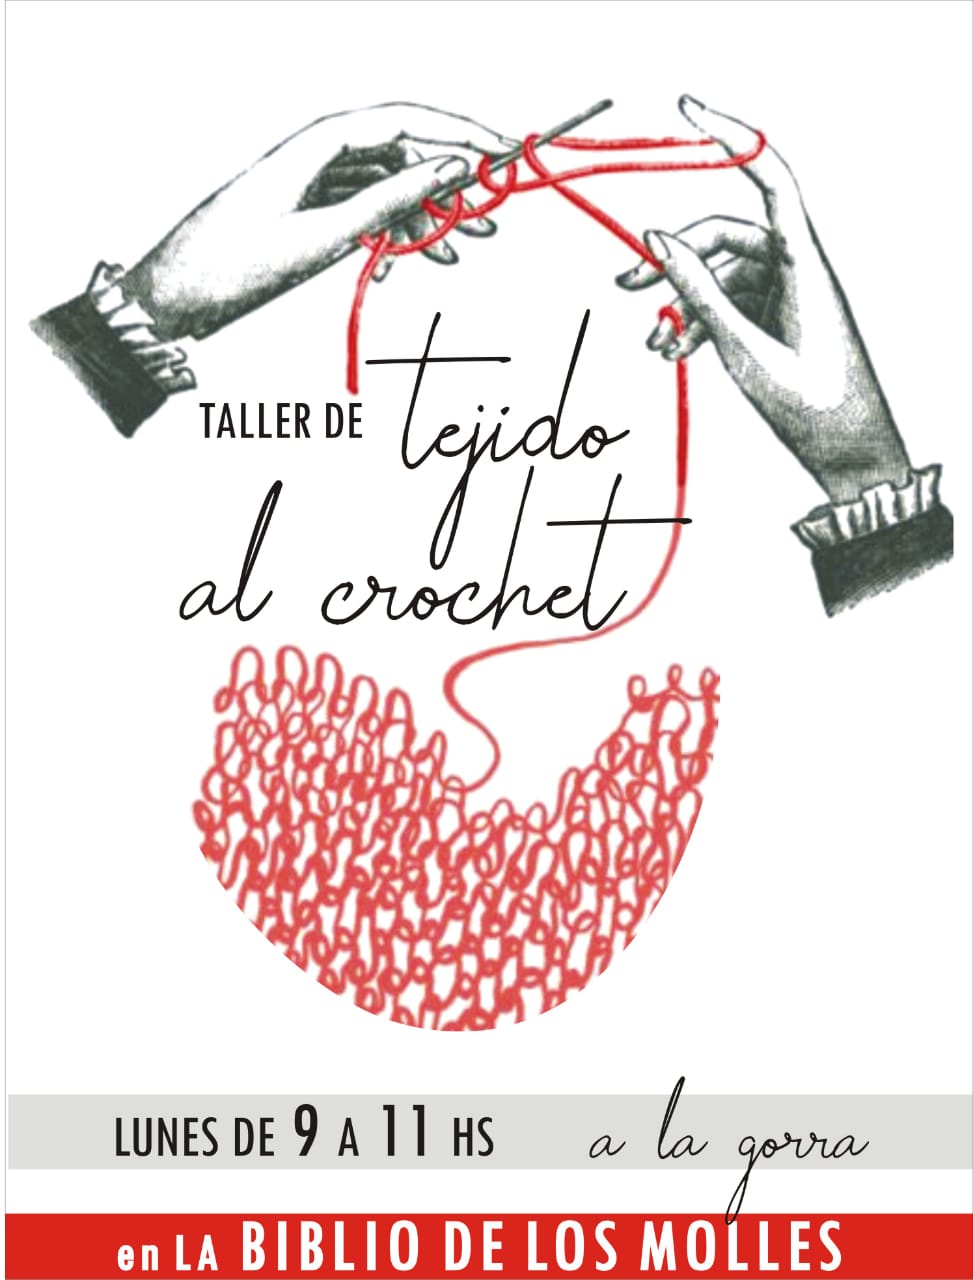 TALLER DE tejido
al crochet
LUNES DE 9 A 11 HS a la gorra
en LA BIBLIO DE LOS MOLLES